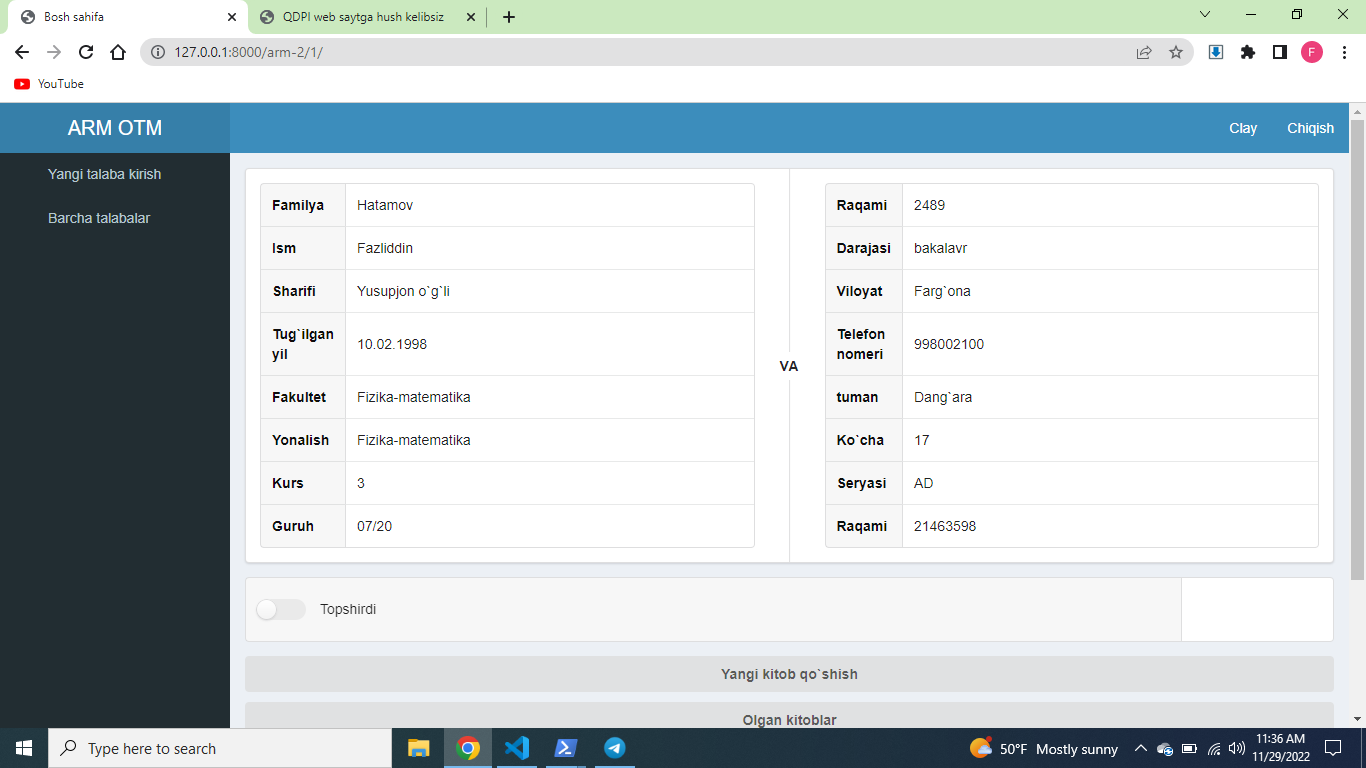 Bosh sahifa
QDPI web saytga hush kelibsiz
127.0.0.1:8000/arm-2/1/
F
YouTube
ARM OTM
Clay
Chiqish
Yangi talaba kirish
Barcha talabalar
Familya Hatamov
Ism Fazliddin
Sharifi Yusupjon o`g`li
Tug`ilgan
yil
10.02.1998
Fakultet Fizika-matematika
Yonalish Fizika-matematika
Kurs 3
Guruh 07/20
VA
Raqami 2489
Darajasi bakalavr
Viloyat Farg`ona
Telefon
nomeri
998002100
tuman Dang`ara
Ko`cha 17
Seryasi AD
Raqami 21463598
Topshirdi
Yangi kitob qo`shish
Olgan kitoblar
Type here to search
50°F Mostly sunny
11:36 AM
11/29/2022